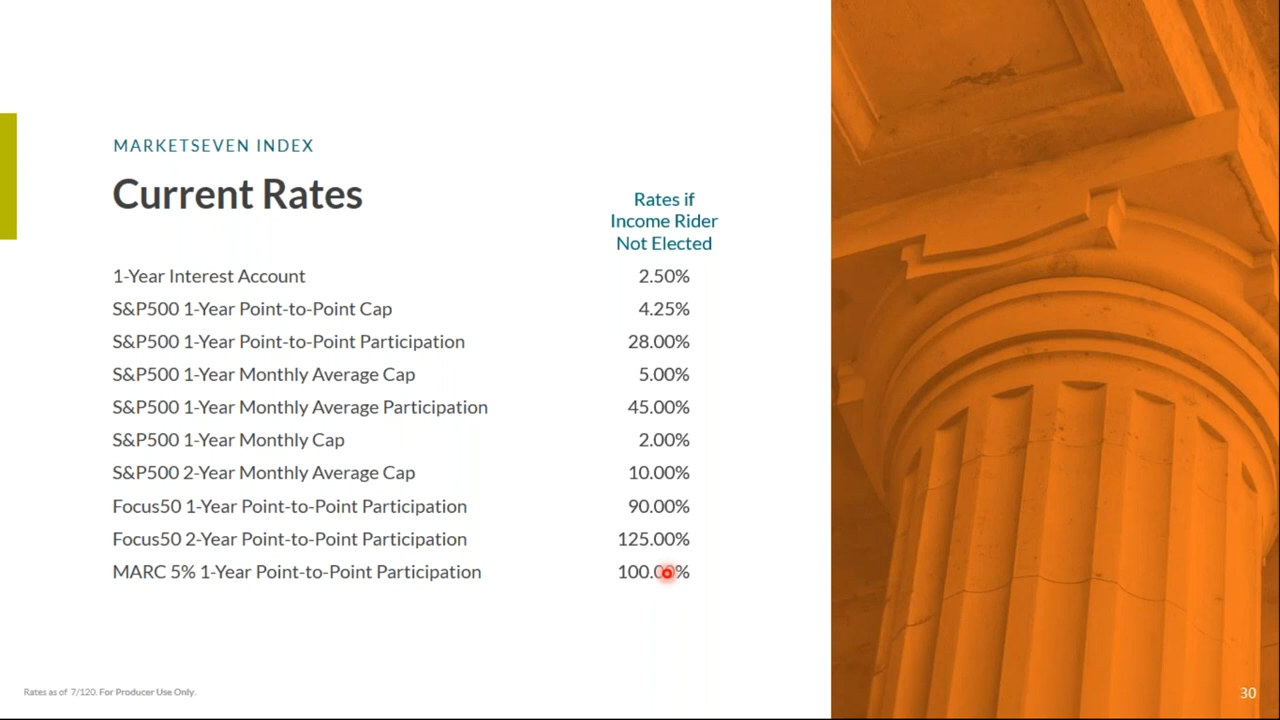 MARKETSEVEN INDEX
Current Rates
Rates if
Income Rider
Not Elected
1-Year Interest Account 2.50%
S&P500 1-Year Point-to-Point Cap 4.25%
S&P500 1-Year Point-to-Point Participation 28.00%
S&P500 1-Year Monthly Average Cap 5.00%
S&P500 1-Year Monthly Average Participation 45.00%
S&P500 1-Year Monthly Cap 2.00%
S&P500 2-Year Monthly Average Cap 10.00%
Focus50 1-Year Point-to-Point Participation 90.00%
Focus50 2-Year Point-to-Point Participation 125.00%
MARC 5% 1-Year Point-to-Point Participation 100.00%
Rates as of 7/120. For Producer Use Only.
30